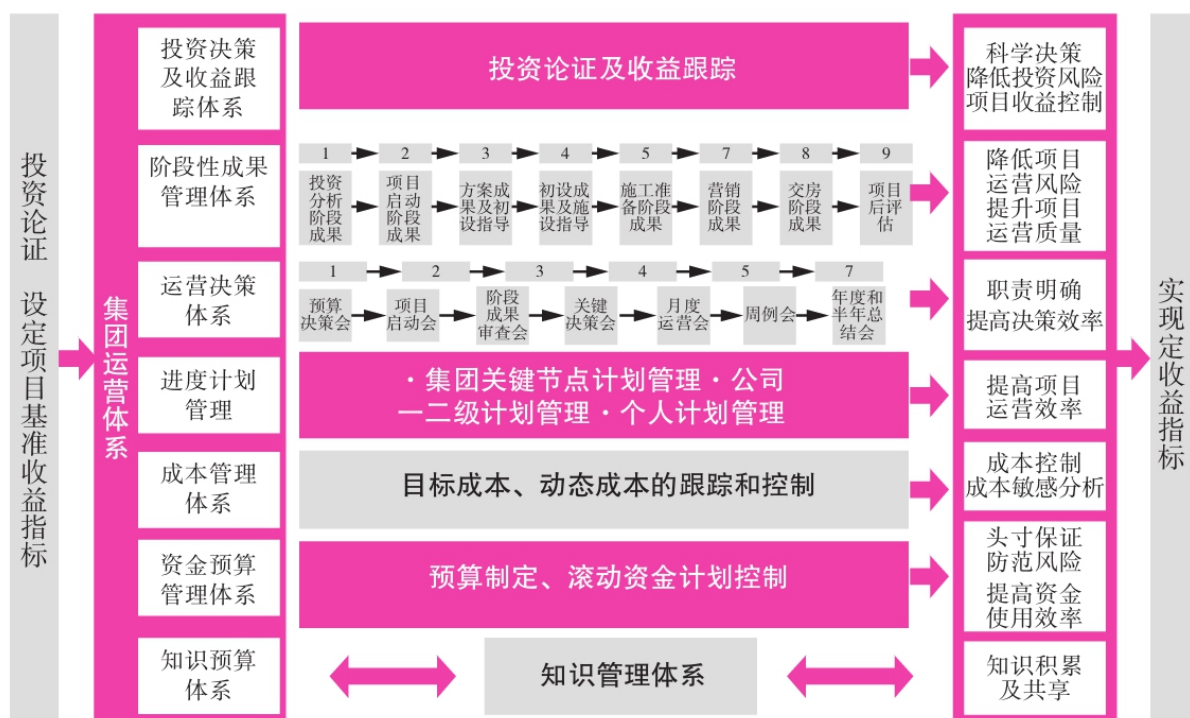 投资论证 设定项目基准收益指标
集团运营体系
投资决策
及收益跟
踪体系
投资论证及收益跟踪
科学决策
降低投资风险
项目收益控制
阶段性成果
管理体系
1 2 3 4 5 7 8 9
投资
分析
阶段
成果
项目
启动
阶段
成果
方案成
果及初
设指导
初设成
果及施
设指导
施工准
备阶段
成果
营销
阶段
成果
交房
阶段
成果
项目
后评
估
降低项目
运营风险
提升项目
运营质量
运营决策
体系
1 2 3 4 5 7
预算
决策会
项目
启动会
阶段
成果
审查会
关键
决策会
月度
运营会
周例会
年度和
半年总
结会
职责明确
提高决策效率
进度计划
管理
·集团关键节点计划管理·公司
一二级计划管理·个人计划管理
提高项目
运营效率
成本管理
体系
目标成本、动态成本的跟踪和控制
成本控制
成本敏感分析
资金预算
管理体系
预算制定、滚动资金计划控制
头寸保证
防范风险
提高资金
使用效率
知识预算
体系
知识管理体系
知识积累
及共享
实现定收益指标